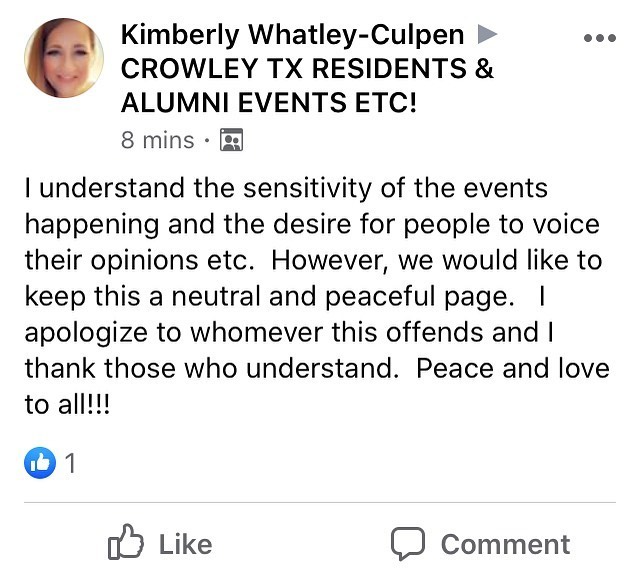 Kimberly Whatley-Culpen ▶
CROWLEY TX RESIDENTS &
ALUMNI EVENTS ETC!
8 mins ·
I understand the sensitivity of the events
happening and the desire for people to voice
their opinions etc.  However, we would like to
keep this a neutral and peaceful page.   I
apologize to whomever this offends and I
thank those who understand.  Peace and love
to all!!!
1
Like
Comment